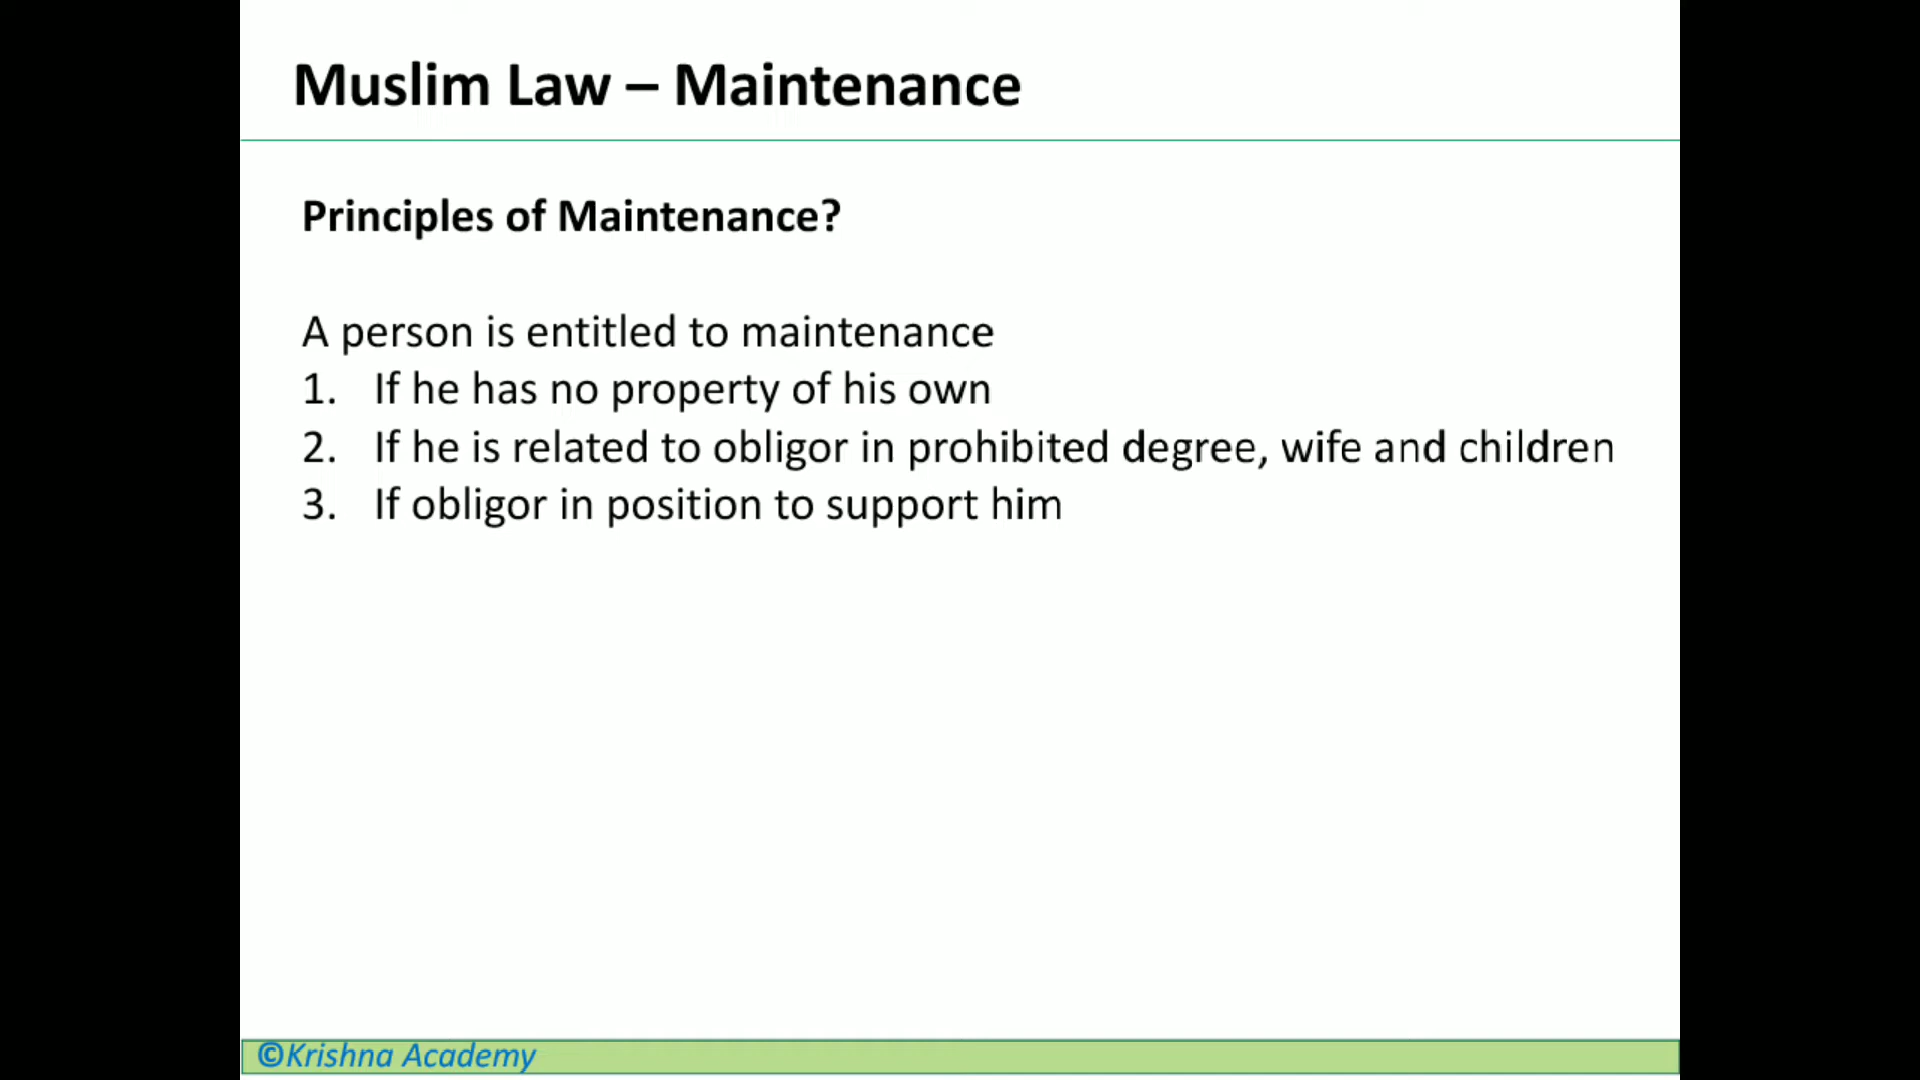 Muslim Law – Maintenance
Principles of Maintenance?
A person is entitled to maintenance
1. If he has no property of his own
2. If he is related to obligor in prohibited degree, wife and children
3. If obligor in position to support him
©Krishna Academy